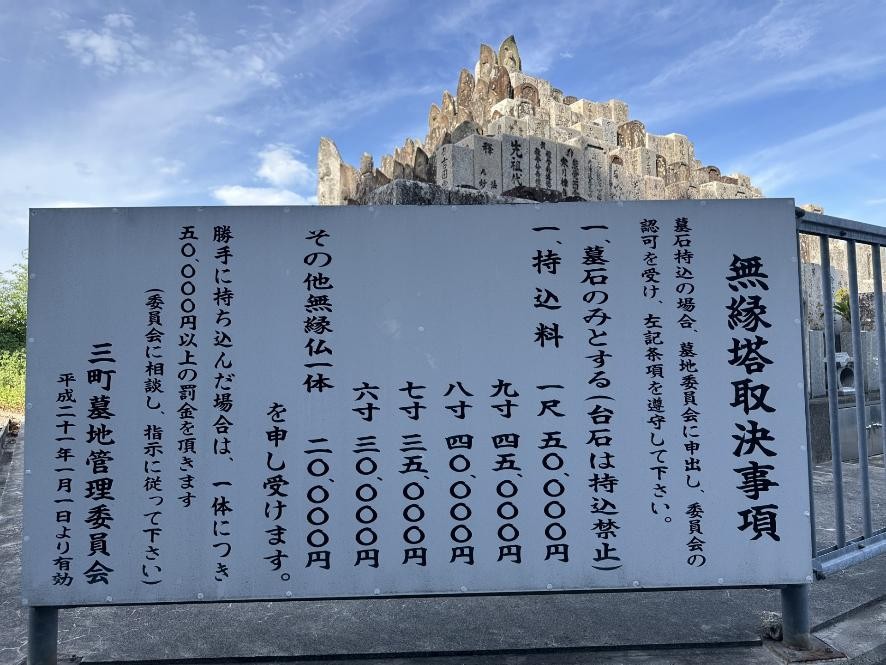 無縁塔取決事項
墓石持込の場合、墓地委員会に申出し、委員会の
認可を受け、左記条項を遵守して下さい。
一、墓石のみとする(台石は持込禁止)
一、持込料 一尺 五〇、〇〇〇円
九寸 四五、〇〇〇円
八寸 四〇、〇〇〇円
七寸 三五、〇〇〇円
六寸 三〇、〇〇〇円
その他無縁仏一体 二〇、〇〇〇円
を申し受けます。
勝手に持ち込んだ場合は、一体につき
五〇、〇〇〇円以上の罰金を頂きます
(委員会に相談し、指示に従って下さい)
三町墓地管理委員会
平成二十一年一月一日より有効
先祖代
釋